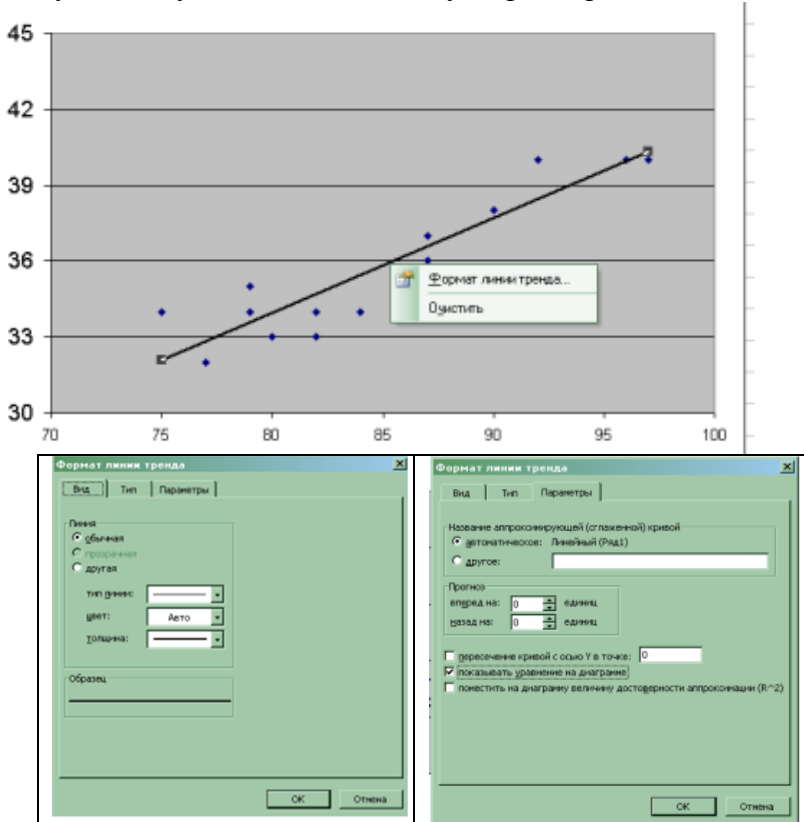 45
42
39
36
33
30
70 75 80 85 90 95 100
Формат линии тренда...
Очистить
Формат линии тренда
Вид Тип Параметры
Линия
обычная
прозрачная
другая
тип линии:
цвет: Авто
толщина:
Образец
ОК Отмена
Формат линии тренда
Вид Тип Параметры
Название аппроксимирующей (сглаженной) кривой
автоматическое: Линейный (Ряд1)
другое:
Прогноз
вперед на: 0 единиц
назад на: 0 единиц
пересечение кривой с осью Y в точке: 0
показывать уравнение на диаграмме
поместить на диаграмму величину достоверности аппроксимации (R^2)
ОК Отмена